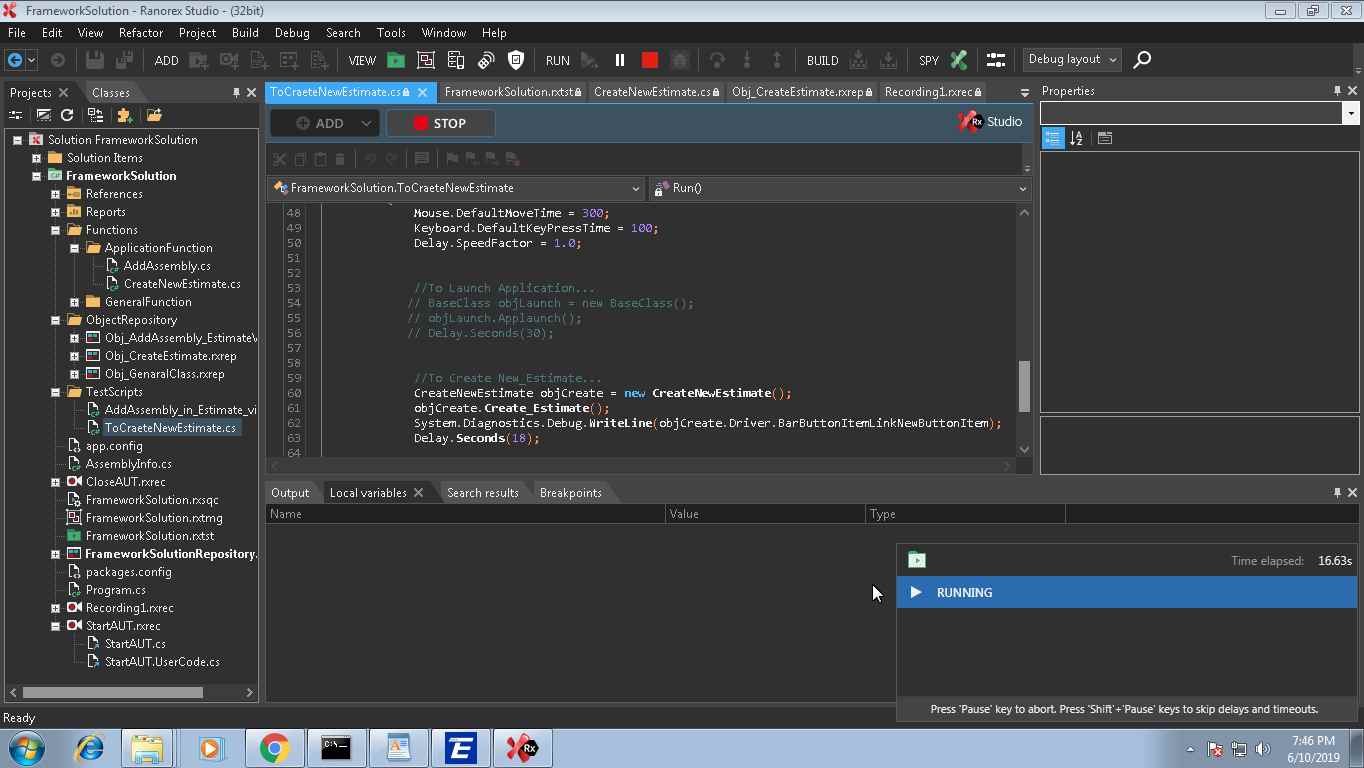 FrameworkSolution - Ranorex Studio - (32bit)
File Edit View Refactor Project Build Debug Search Tools Window Help
ADD VIEW RUN BUILD SPY Debug layout
Projects Classes
Solution FrameworkSolution
Solution Items
FrameworkSolution
References
Reports
Functions
ApplicationFunction
AddAssembly.cs
CreateNewEstimate.cs
GeneralFunction
ObjectRepository
Obj_AddAssembly_Estimate\
Obj_CreateEstimate.rxrep
Obj_GenaralClass.rxrep
TestScripts
AddAssembly_in_Estimate_vi
ToCraeteNewEstimate.cs
app.config
AssemblyInfo.cs
CloseAUT.rxrec
FrameworkSolution.rxsqc
FrameworkSolution.rxtmg
FrameworkSolution.rxtst
FrameworkSolutionRepository.
packages.config
Program.cs
Recording1.rxrec
StartAUT.rxrec
StartAUT.cs
StartAUT.UserCode.cs
ToCraeteNewEstimate.cs FrameworkSolution.rxtst CreateNewEstimate.cs Obj_CreateEstimate.rxrep Recording1.rxrec
ADD STOP Rx Studio
FrameworkSolution.ToCraeteNewEstimate Run()
48 Mouse.DefaultMoveTime = 300;
49 Keyboard.DefaultKeyPressTime = 100;
50 Delay.SpeedFactor = 1.0;
51
52
53 //To Launch Application...
54 // BaseClass objLaunch = new BaseClass();
55 // objLaunch.Applaunch();
56 // Delay.Seconds(30);
57
58
59 //To Create New_Estimate...
60 CreateNewEstimate objCreate = new CreateNewEstimate();
61 objCreate.Create_Estimate();
62 System.Diagnostics.Debug.WriteLine(objCreate.Driver.BarButtonItemLinkNewButtonItem);
63 Delay.Seconds(18);
64
Properties
Output Local variables Search results Breakpoints
Name Value Type
Time elapsed: 16.63s
RUNNING
Press 'Pause' key to abort. Press 'Shift'+'Pause' keys to skip delays and timeouts.
Ready
C:\.
E
Rx
7:46 PM
6/10/2019